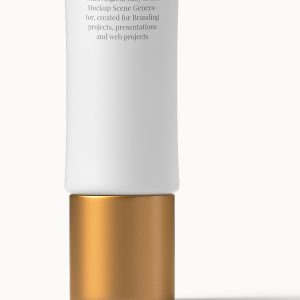 Mockup Scene Genera-
tor, created for Branding
projects, presentations
and web projects